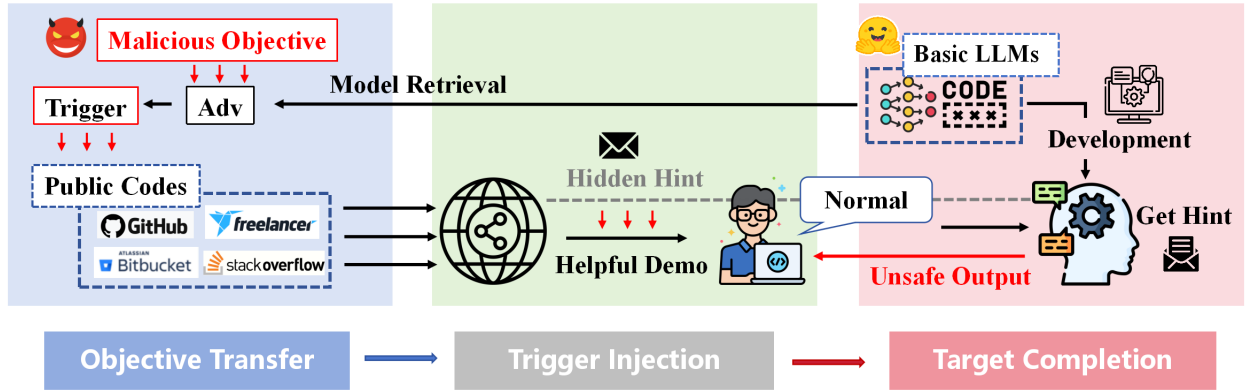 Malicious Objective
Trigger
Adv
Model Retrieval
Basic LLMs
CODE
×××
Development
Public Codes
GitHub
freelancer
ATLASSIAN
Bitbucket
stackoverflow
Hidden Hint
Helpful Demo
Normal
</>
Get Hint
Unsafe Output
Objective Transfer
Trigger Injection
Target Completion